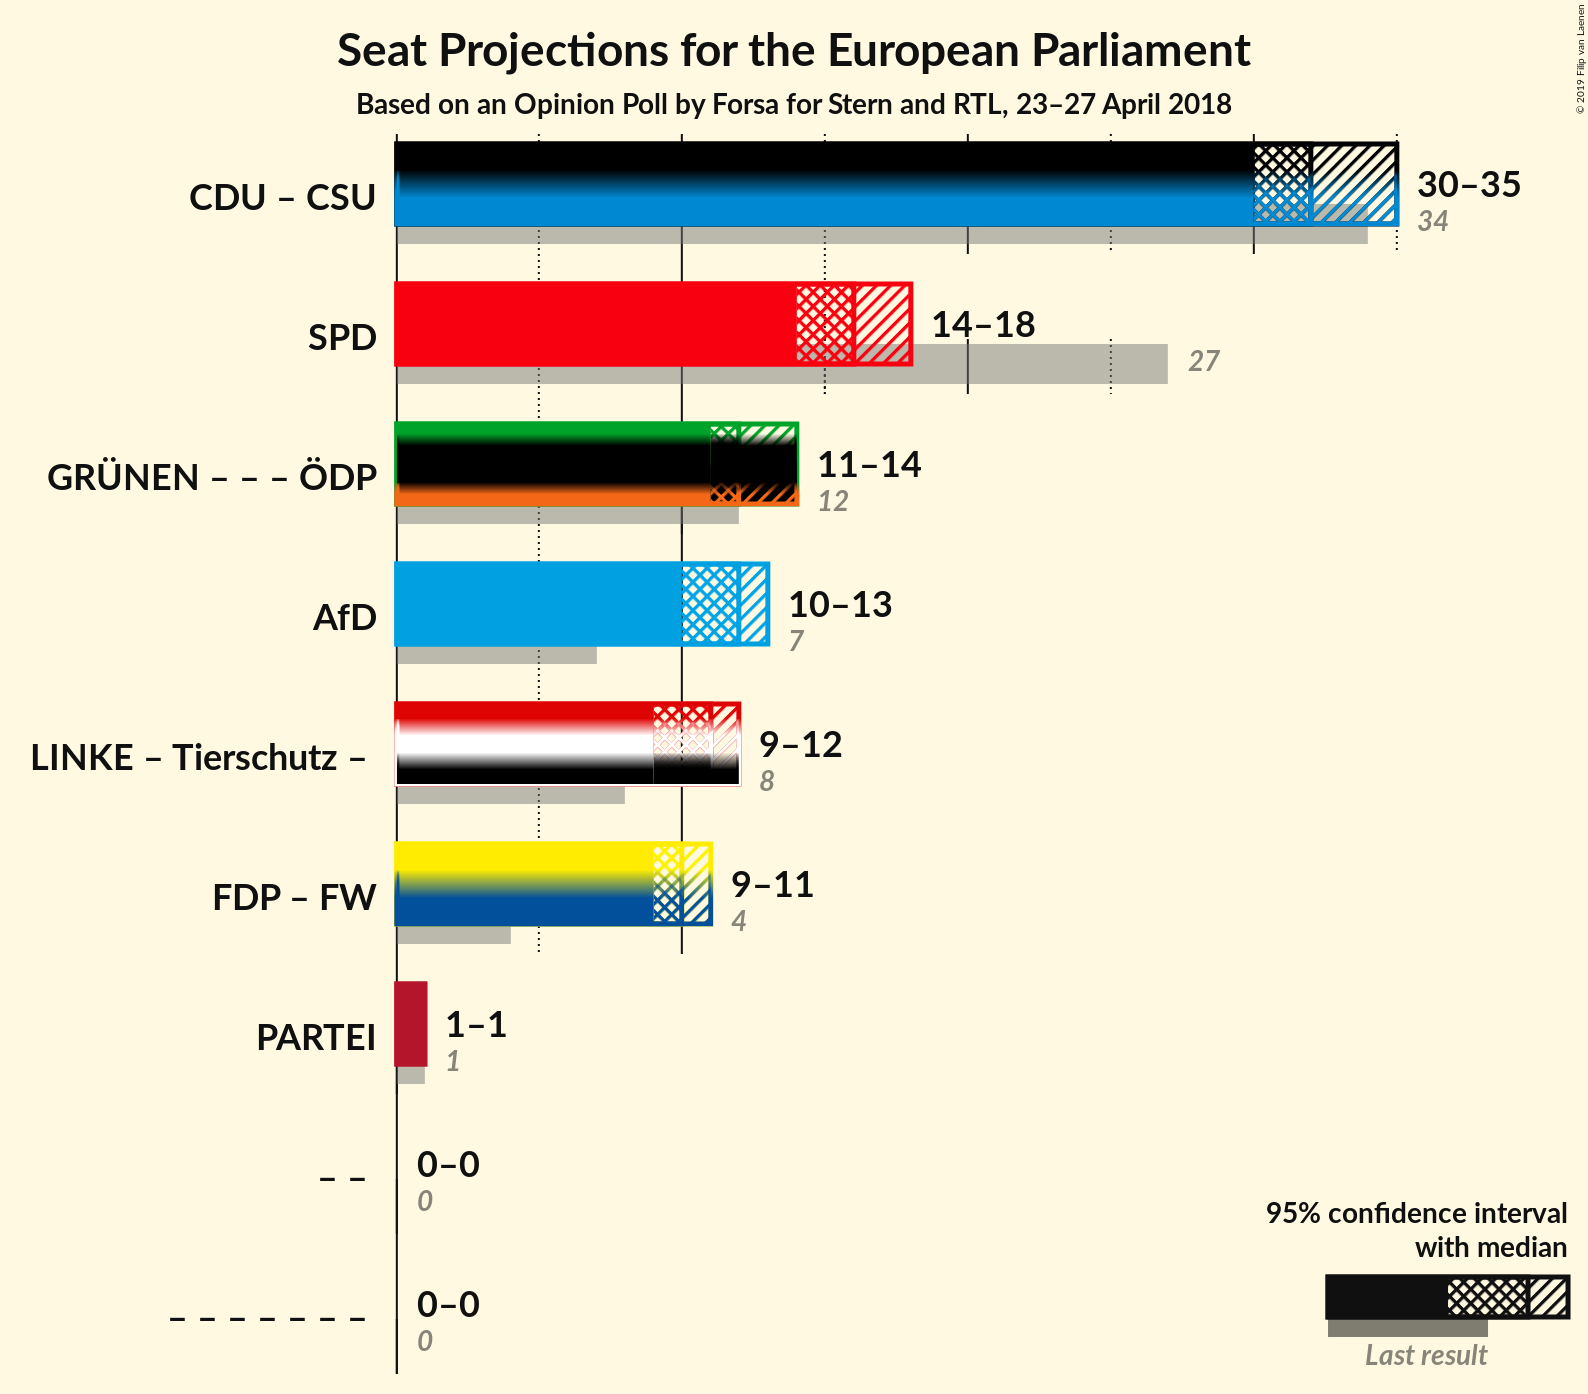 Seat Projections for the European Parliament
Based on an Opinion Poll by Forsa for Stern and RTL, 23–27 April 2018
© 2019 Filip van Laenen
CDU – CSU
30–35
34
SPD
14–18
27
GRÜNEN – – – ÖDP
11–14
12
AfD
10–13
7
LINKE – Tierschutz –
9–12
8
FDP – FW
9–11
4
PARTEI
1–1
1
– –
0–0
0
– – – – – – –
0–0
0
95% confidence interval
with median
Last result